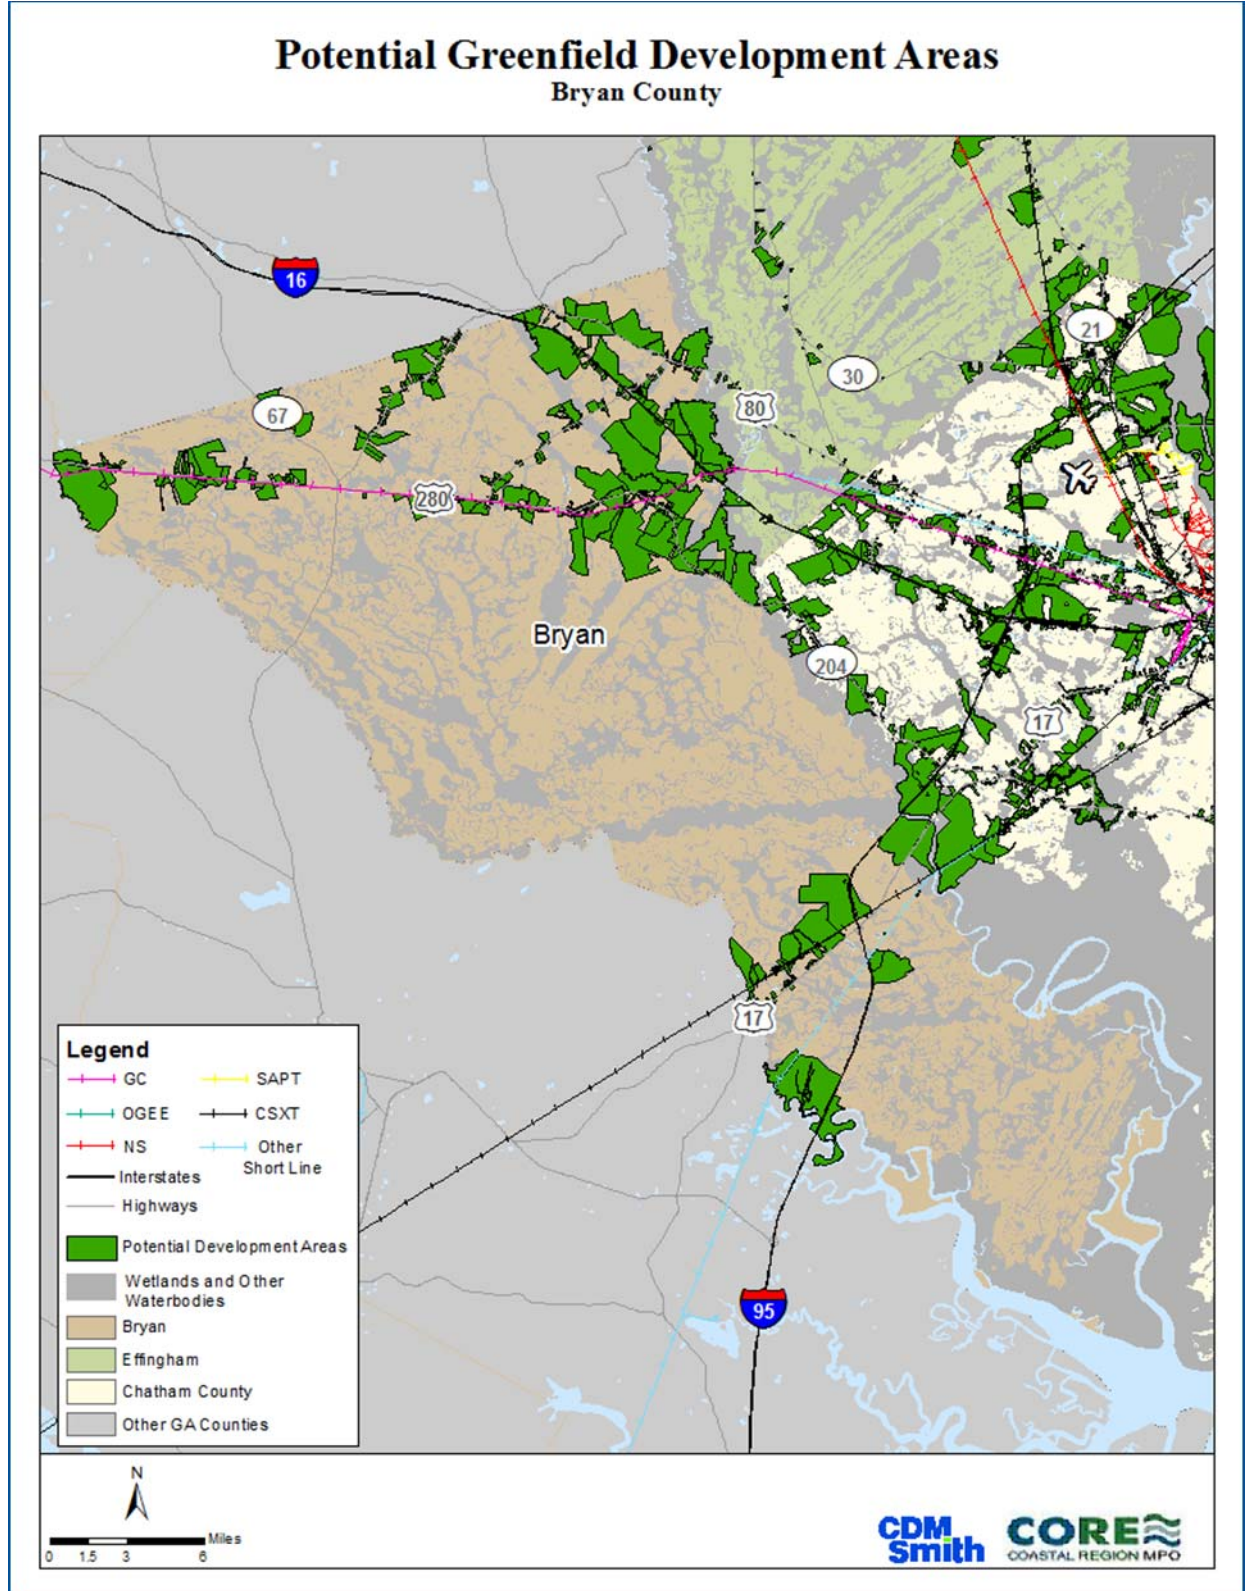 Potential Greenfield Development Areas
Bryan County
16
21
30
67
80
280
Bryan
204
17
17
95
Legend
GC
SAPT
OGEE
CSXT
NS
Other
Short Line
Interstates
Highways
Potential Development Areas
Wetlands and Other
Waterbodies
Bryan
Effingham
Chatham County
Other GA Counties
N
Miles
0 1.5 3 6
CDM
Smith
CORE
COASTAL REGION MPO